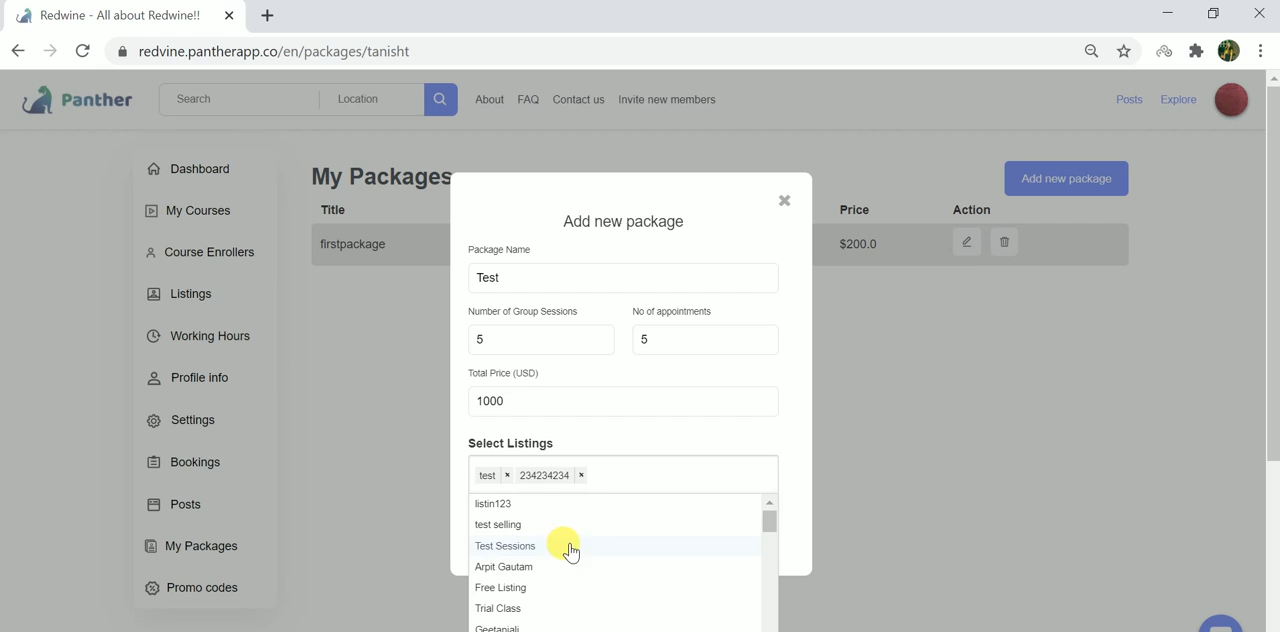 Redwine - All about Redwine!!
redvine.pantherapp.co/en/packages/tanisht
Panther
Search
Location
About
FAQ
Contact us
Invite new members
Posts
Explore
Dashboard
My Courses
Course Enrollers
Listings
Working Hours
Profile info
Settings
Bookings
Posts
My Packages
Promo codes
My Packages
Add new package
Title
Price
Action
firstpackage
$200.0
Add new package
Package Name
Test
Number of Group Sessions
No of appointments
5
5
Total Price (USD)
1000
Select Listings
test × 234234234 ×
listin123
test selling
Test Sessions
Arpit Gautam
Free Listing
Trial Class
Geetanjali